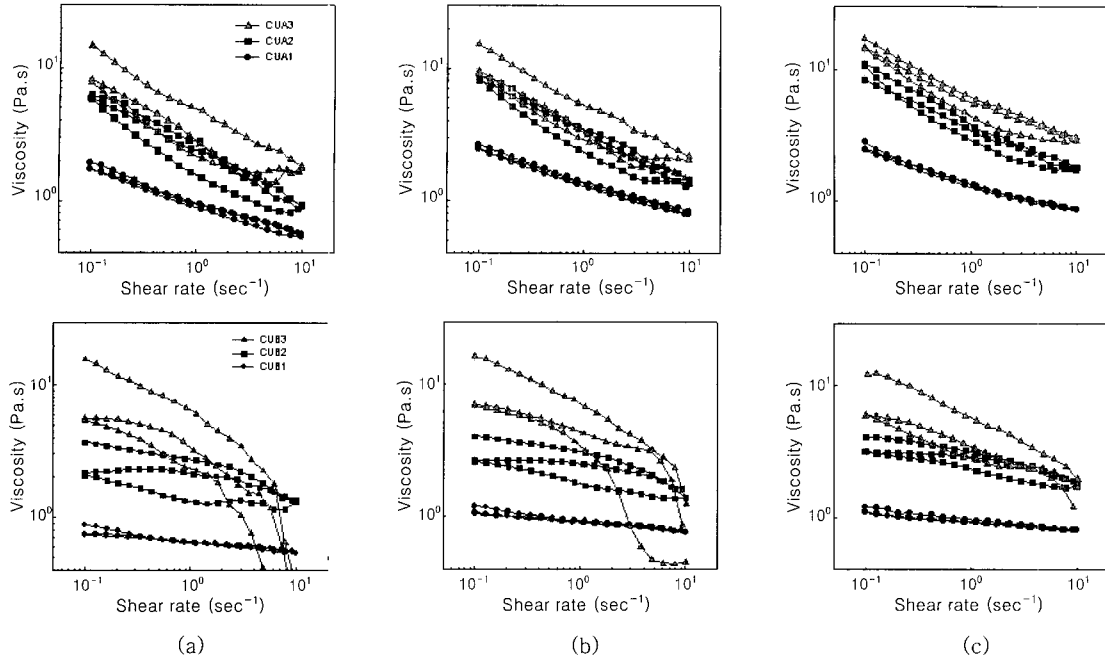 CUA3
CUA2
CUA1
Viscosity (Pa.s)
10¹
10⁰
10⁻¹ 10⁰ 10¹
Shear rate (sec⁻¹)
Viscosity (Pa.s)
10¹
10⁰
10⁻¹ 10⁰ 10¹
Shear rate (sec⁻¹)
Viscosity (Pa.s)
10¹
10⁰
10⁻¹ 10⁰ 10¹
Shear rate (sec⁻¹)
CUB3
CUB2
CUB1
Viscosity (Pa.s)
10¹
10⁰
10⁻¹ 10⁰ 10¹
Shear rate (sec⁻¹)
(a)
Viscosity (Pa.s)
10¹
10⁰
10⁻¹ 10⁰ 10¹
Shear rate (sec⁻¹)
(b)
Viscosity (Pa.s)
10¹
10⁰
10⁻¹ 10⁰ 10¹
Shear rate (sec⁻¹)
(c)